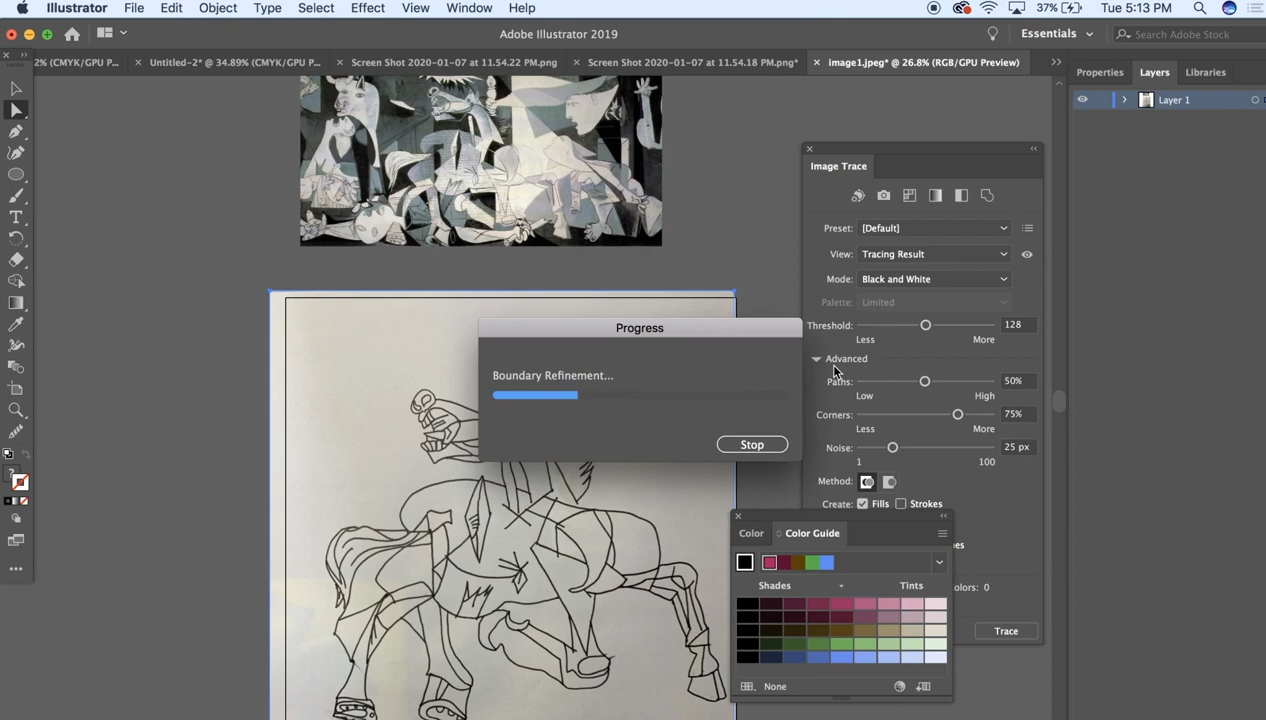 Illustrator File Edit Object Type Select Effect View Window Help 37% Tue 5:13 PM
Adobe Illustrator 2019 Essentials Search Adobe Stock
2% (CMYK/GPU P... × Untitled-2* @ 34.89% (CMYK/GPU P... × Screen Shot 2020-01-07 at 11.54.22 PM.png × Screen Shot 2020-01-07 at 11.54.18 PM.png* × image1.jpeg* @ 26.8% (RGB/GPU Preview)
Properties Layers Libraries
Layer 1
Image Trace
Preset: [Default]
View: Tracing Result
Mode: Black and White
Palette: Limited
Threshold: 128
Less More
Advanced
Paths: 50%
Low High
Corners: 75%
Less More
Noise: 25 px
1 100
Method:
Create: Fills Strokes
Progress
Boundary Refinement...
Stop
Color Color Guide
Shades Tints
None
olors: 0
Trace